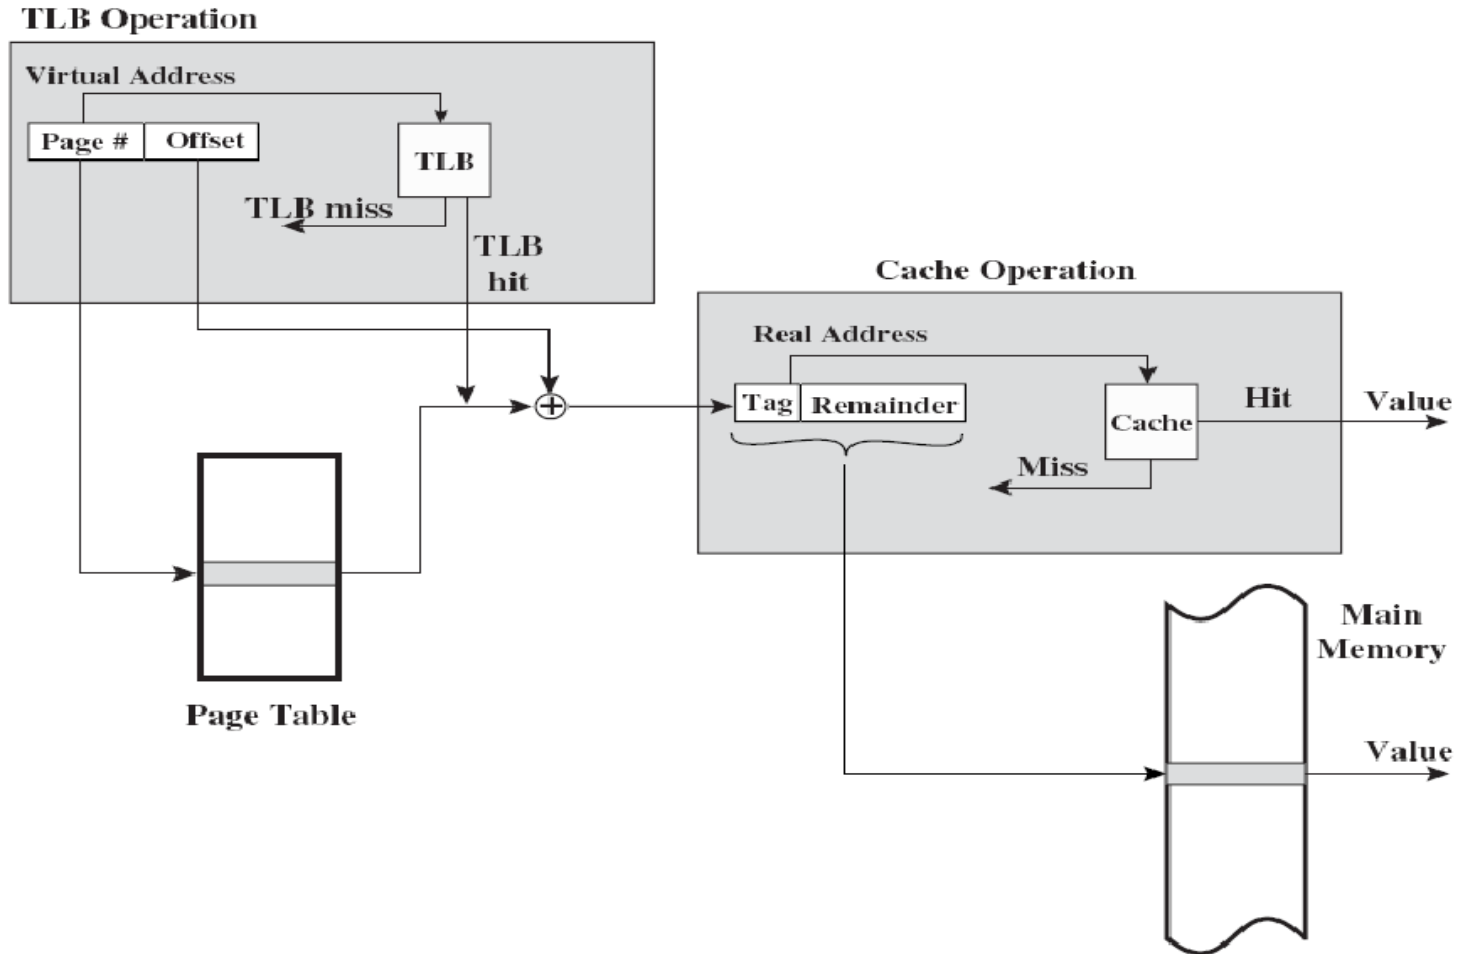 TLB Operation
Virtual Address
Page # Offset
TLB
TLB miss
TLB
hit
Cache Operation
Real Address
Tag Remainder
Cache
Hit
Value
Miss
Page Table
Main
Memory
Value